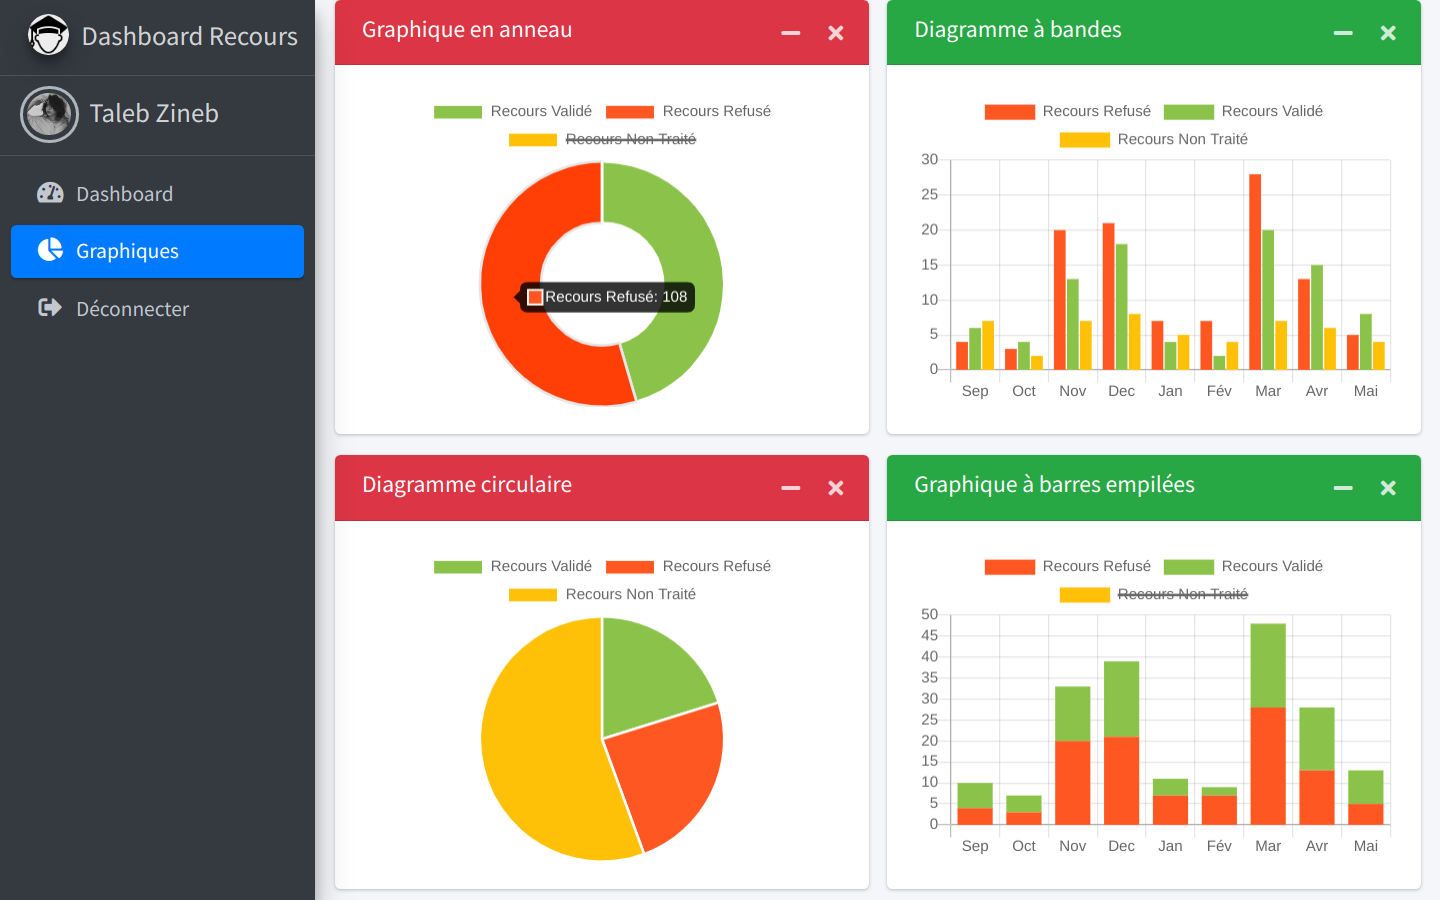 Dashboard Recours
Taleb Zineb
Dashboard
Graphiques
Déconnecter
Graphique en anneau
Recours Validé Recours Refusé
Recours Non Traité
Recours Refusé: 108
Diagramme à bandes
Recours Refusé Recours Validé
Recours Non Traité
30
25
20
15
10
5
0
Sep Oct Nov Dec Jan Fév Mar Avr Mai
Diagramme circulaire
Recours Validé Recours Refusé
Recours Non Traité
Graphique à barres empilées
Recours Refusé Recours Validé
Recours Non Traité
50
45
40
35
30
25
20
15
10
5
0
Sep Oct Nov Dec Jan Fév Mar Avr Mai